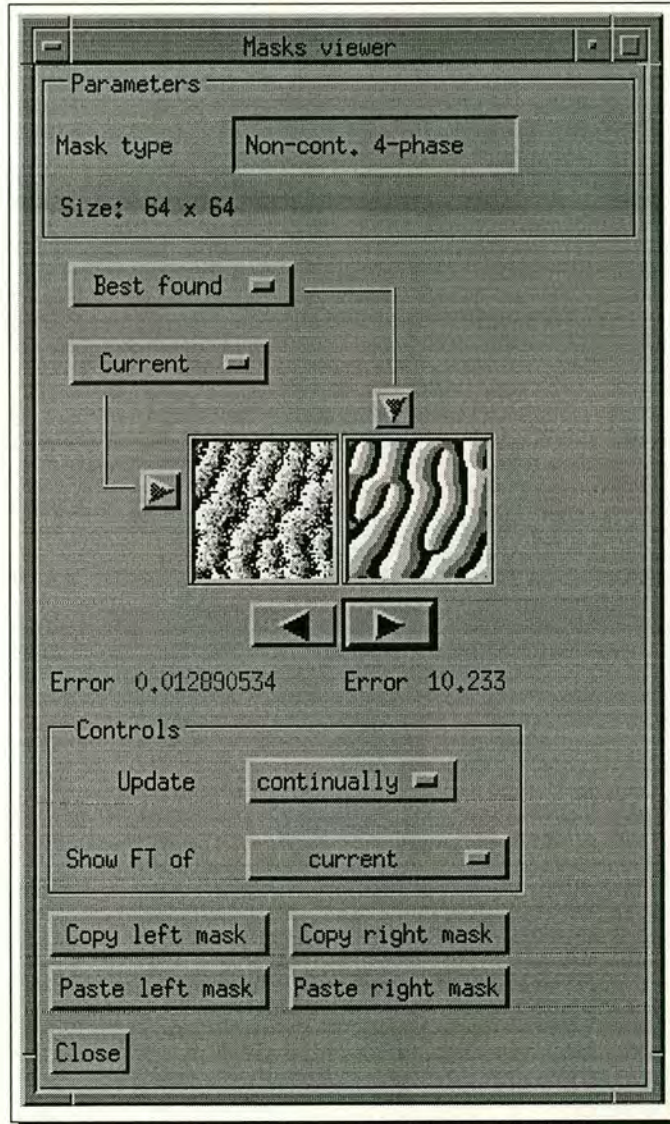 Masks viewer
Parameters
Mask type Non-cont. 4-phase
Size: 64 x 64
Best found
Current
Error 0.012890534 Error 10.233
Controls
Update continually
Show FT of current
Copy left mask Copy right mask
Paste left mask Paste right mask
Close